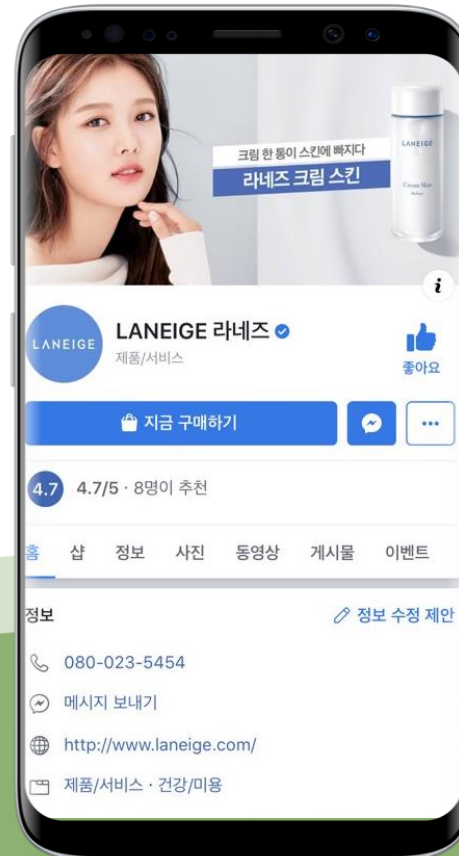 크림 한 통이 스킨에 빠지다
라네즈 크림 스킨
LANEIGE
Cream Skin
i
LANEIGE
LANEIGE 라네즈
제품/서비스
좋아요
지금 구매하기
4.7
4.7/5 · 8명이 추천
홈 샵 정보 사진 동영상 게시물 이벤트
정보
정보 수정 제안
080-023-5454
메시지 보내기
http://www.laneige.com/
제품/서비스 · 건강/미용